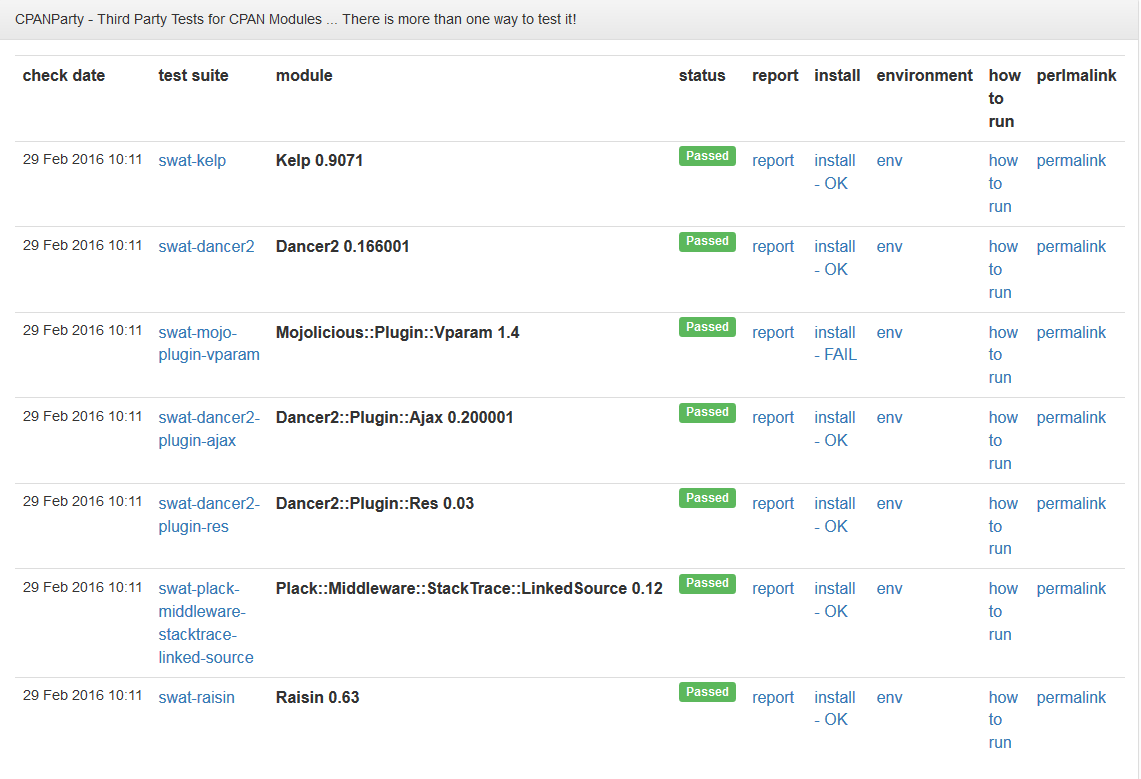 CPANParty - Third Party Tests for CPAN Modules ... There is more than one way to test it!
check date test suite module status report install environment how perlmalink
to
run
29 Feb 2016 10:11 swat-kelp Kelp 0.9071 Passed report install env how permalink
- OK to
run
29 Feb 2016 10:11 swat-dancer2 Dancer2 0.166001 Passed report install env how permalink
- OK to
run
29 Feb 2016 10:11 swat-mojo- Mojolicious::Plugin::Vparam 1.4 Passed report install env how permalink
plugin-vparam - FAIL to
run
29 Feb 2016 10:11 swat-dancer2- Dancer2::Plugin::Ajax 0.200001 Passed report install env how permalink
plugin-ajax - OK to
run
29 Feb 2016 10:11 swat-dancer2- Dancer2::Plugin::Res 0.03 Passed report install env how permalink
plugin-res - OK to
run
29 Feb 2016 10:11 swat-plack- Plack::Middleware::StackTrace::LinkedSource 0.12 Passed report install env how permalink
middleware- - OK to
stacktrace- run
linked-source
29 Feb 2016 10:11 swat-raisin Raisin 0.63 Passed report install env how permalink
- OK to
run